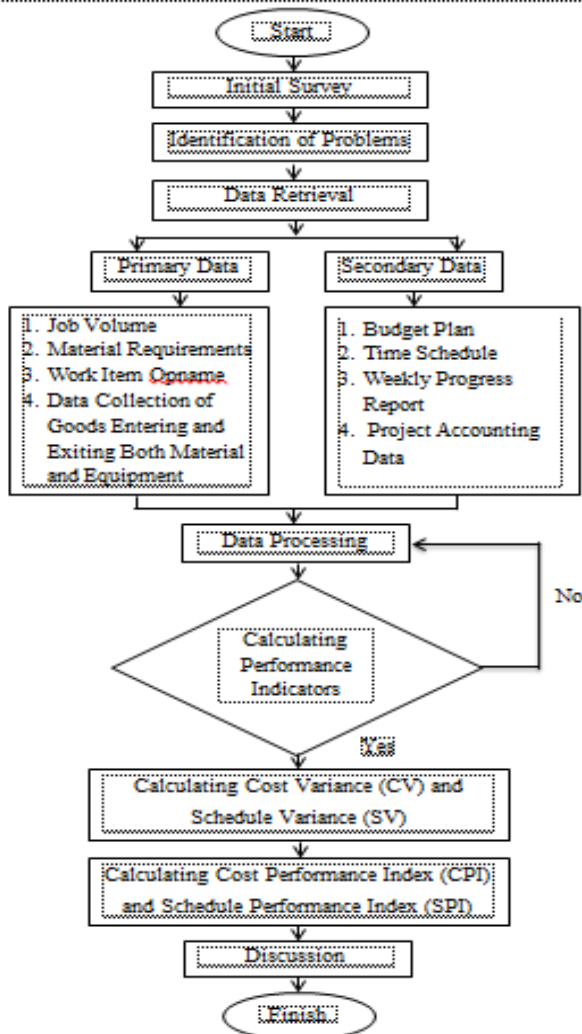 Start
Initial Survey
Identification of Problems
Data Retrieval
Primary Data
1. Job Volume
2. Material Requirements
3. Work Item Opname
4. Data Collection of
Goods Entering and
Exiting Both Material
and Equipment
Secondary Data
1. Budget Plan
2. Time Schedule
3. Weekly Progress
Report
4. Project Accounting
Data
Data Processing
No
Calculating
Performance
Indicators
Yes
Calculating Cost Variance (CV) and
Schedule Variance (SV)
Calculating Cost Performance Index (CPI)
and Schedule Performance Index (SPI)
Discussion
Finish